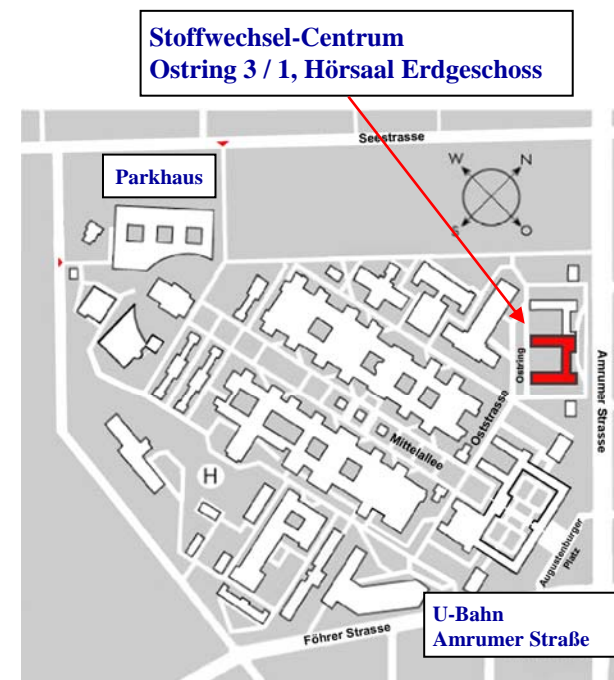 Stoffwechsel-Centrum
Ostring 3 / 1, Hörsaal Erdgeschoss
Seestrasse
Parkhaus
W
N
S
O
Ostring
Amrumer Strasse
Oststrasse
Mittelallee
H
Augustenburger
Platz
U-Bahn
Amrumer Straße
Föhrer Strasse